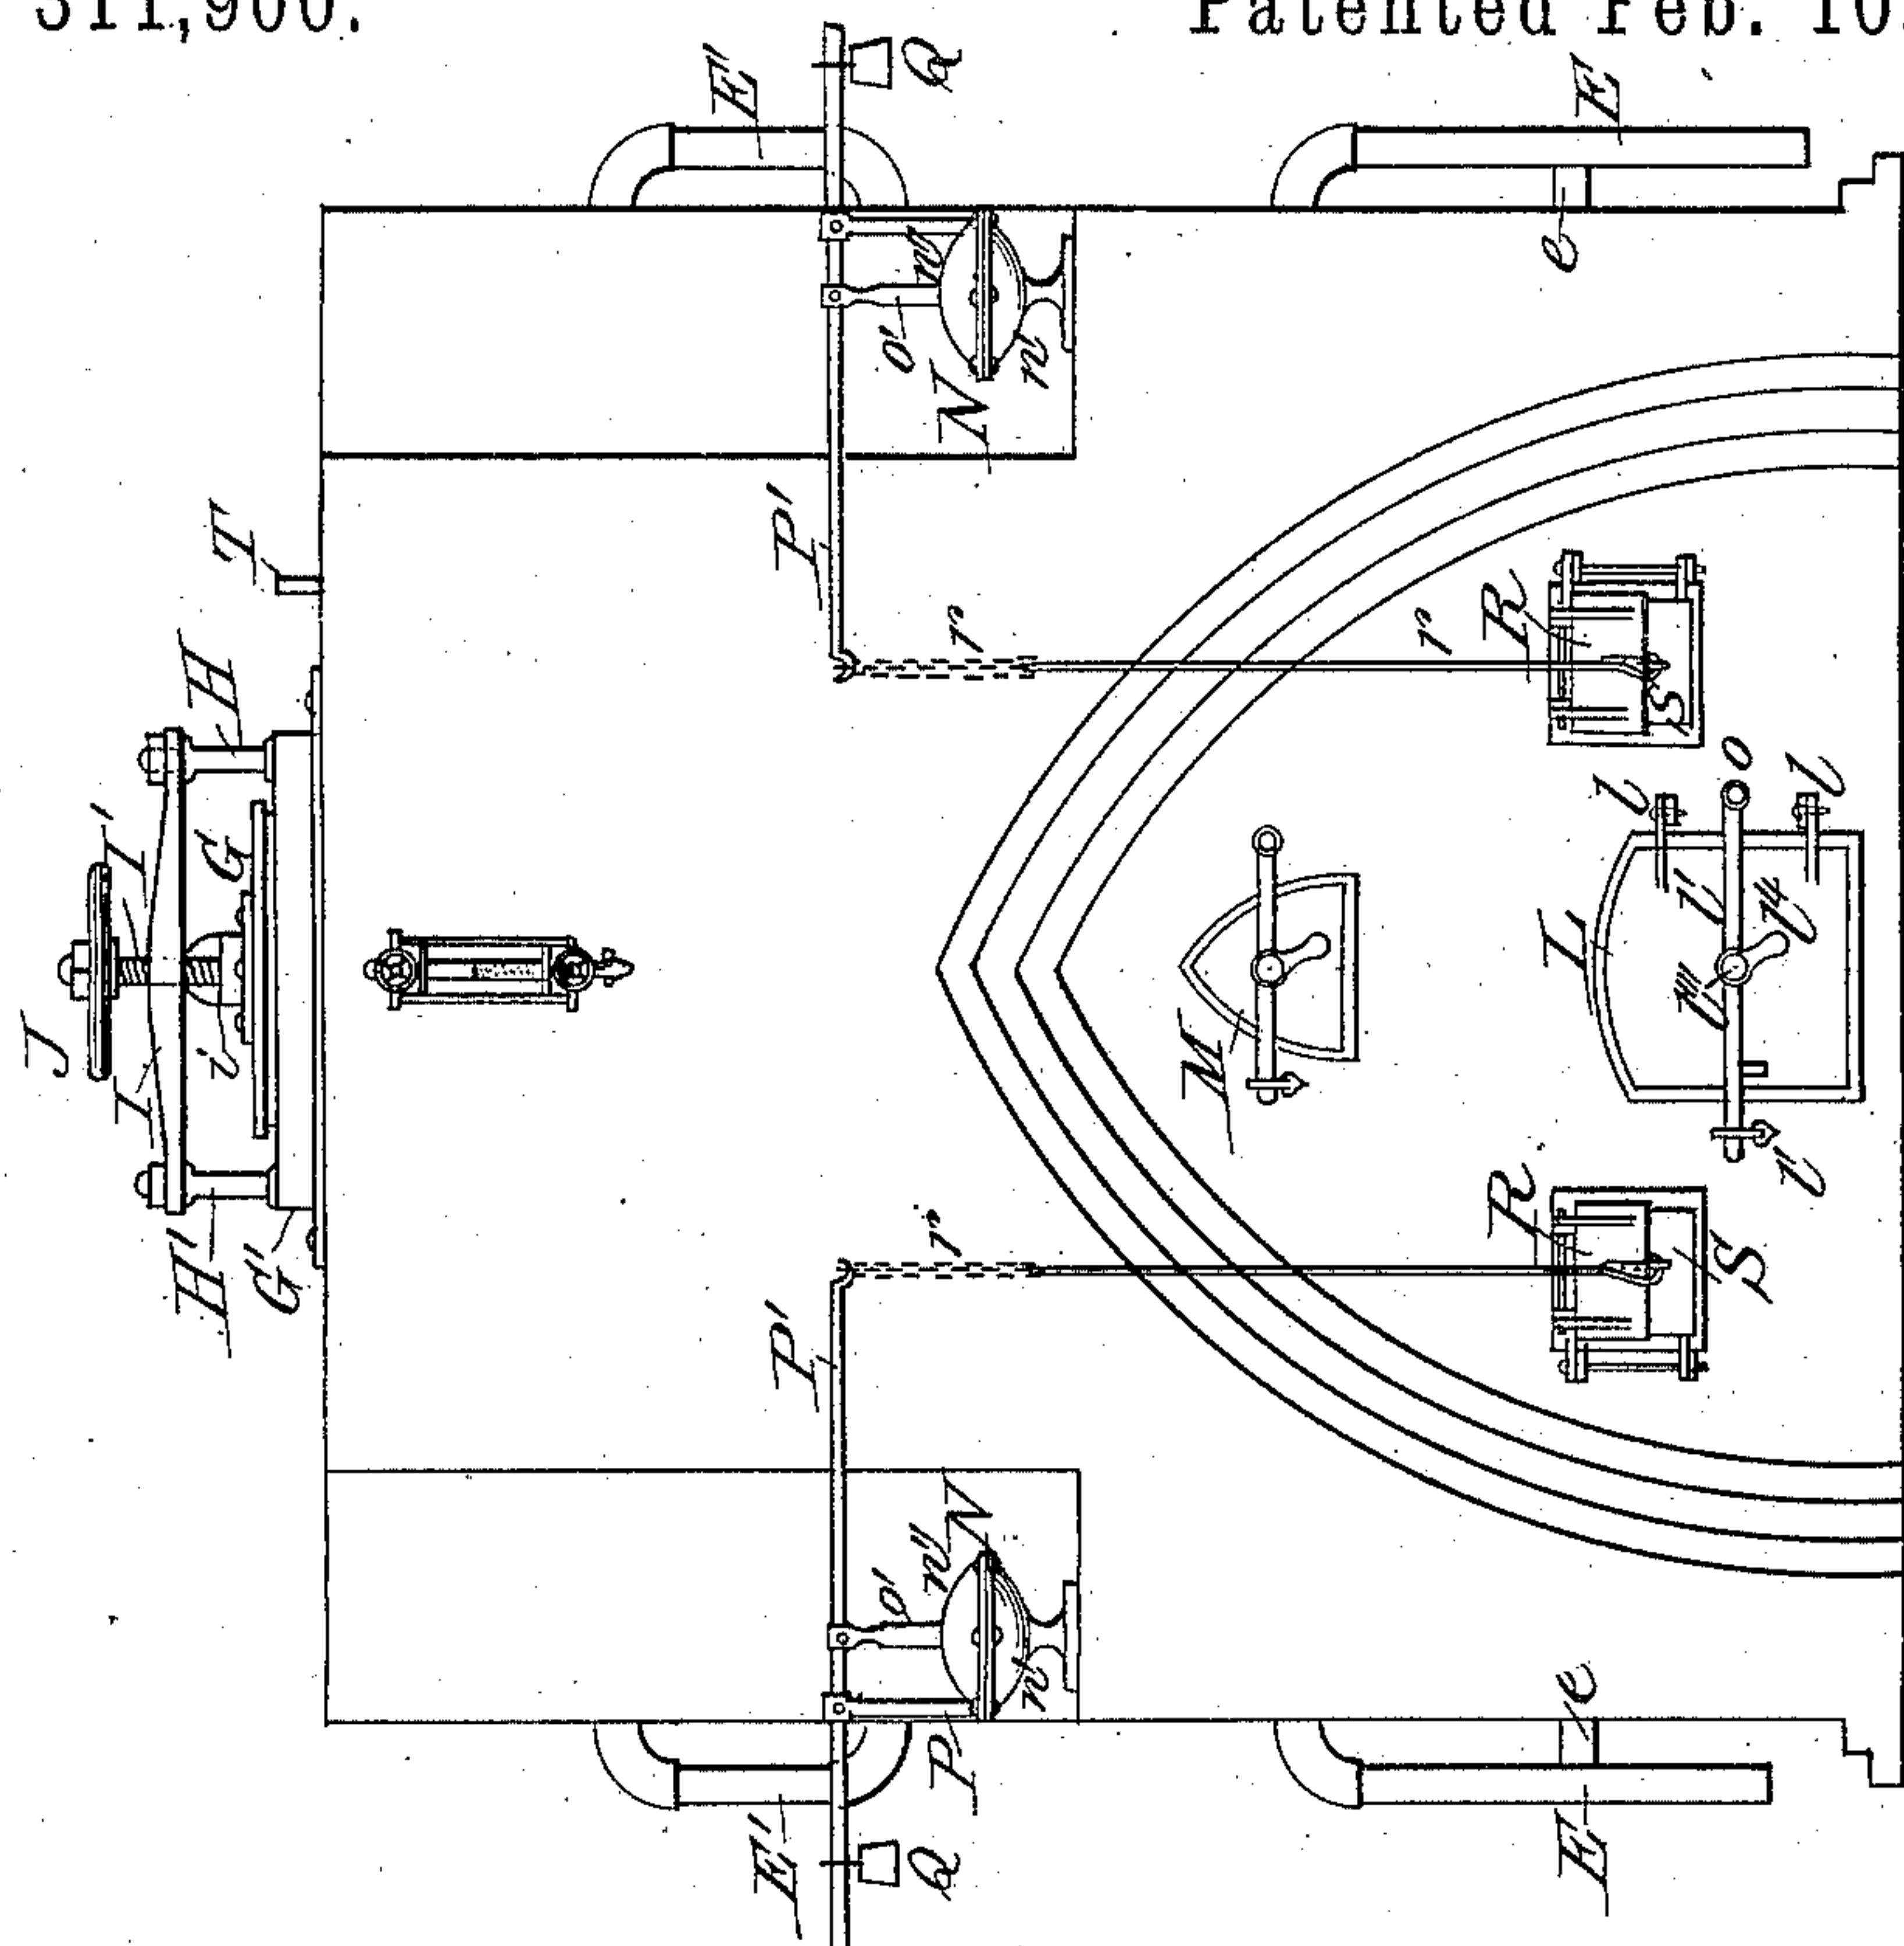 311,900.
Patented Feb. 10
E'
Q
E
e
n''
o'
n'
N
T
P'
r
r
R
S
H
I'
G
J
I
i
l
o
l
L
l'
l''
l'''
M
l
H'
G'
r
R
S
P'
N
n''
o'
n'
P
e
E'
Q
E